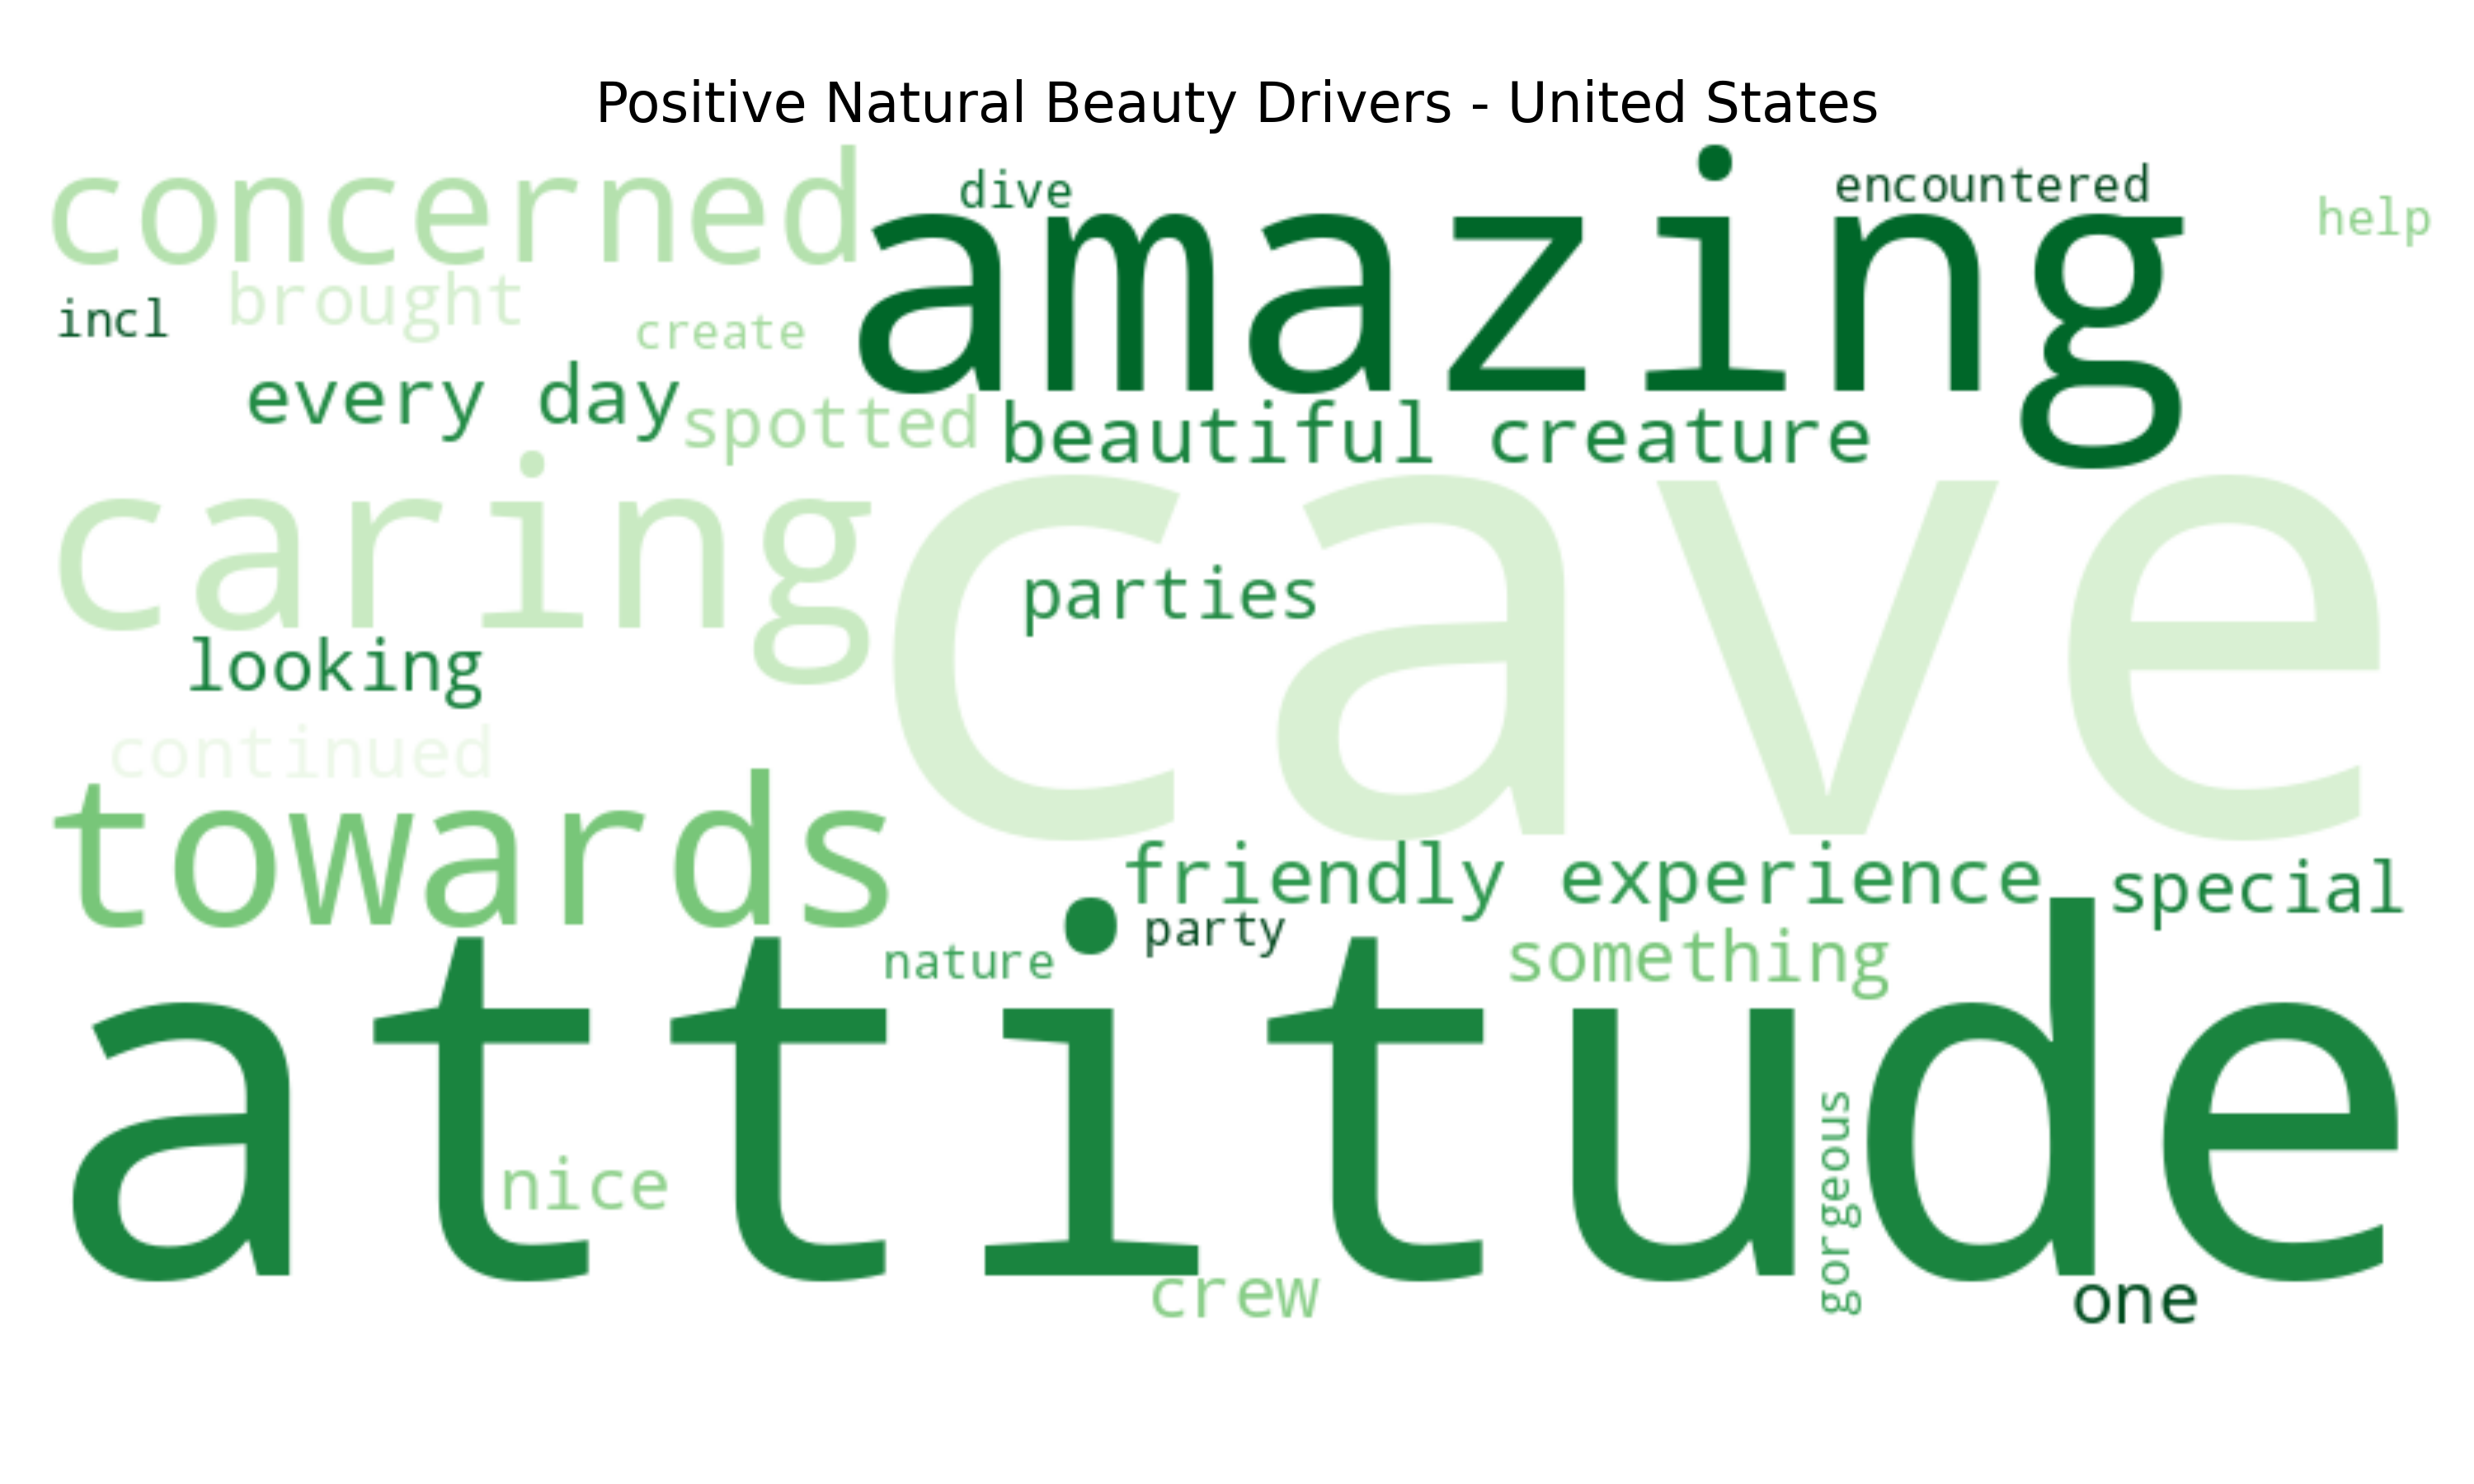 Positive Natural Beauty Drivers - United States
concerned
dive
amazing
encountered
help
incl
brought
create
every day
spotted
beautiful creature
caring
cave
parties
looking
continued
towards
friendly experience
special
party
nature
something
attitude
nice
gorgeous
crew
one